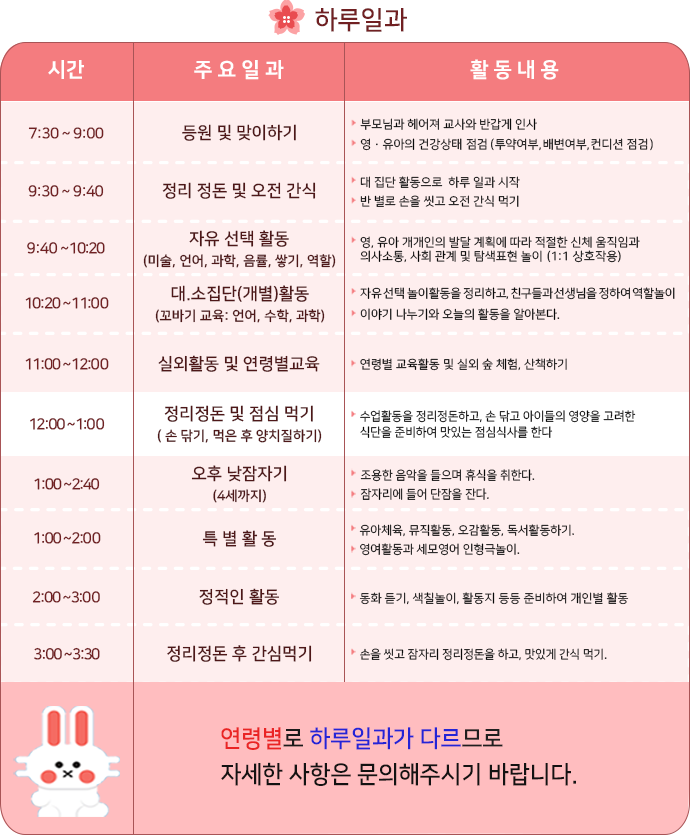 하루일과
시간
주 요 일 과
활 동 내 용
7:30 ~ 9:00
등원 및 맞이하기
부모님과 헤어져 교사와 반갑게 인사
영 · 유아의 건강상태 점검 (투약여부,배변여부,컨디션 점검)
9:30 ~ 9:40
정리 정돈 및 오전 간식
대 집단 활동으로 하루 일과 시작
반 별로 손을 씻고 오전 간식 먹기
9:40 ~10:20
자유 선택 활동
(미술, 언어, 과학, 음률, 쌓기, 역할)
영, 유아 개개인의 발달 계획에 따라 적절한 신체 움직임과
의사소통, 사회 관계 및 탐색표현 놀이 (1:1 상호작용)
10:20 ~11:00
대.소집단(개별)활동
(꼬바기 교육: 언어, 수학, 과학)
자유 선택 놀이활동을 정리하고, 친구들과 선생님을 정하여 역할놀이
이야기 나누기와 오늘의 활동을 알아본다.
11:00 ~12:00
실외활동 및 연령별교육
연령별 교육활동 및 실외 숲 체험, 산책하기
12:00 ~1:00
정리정돈 및 점심 먹기
( 손 닦기, 먹은 후 양치질하기)
수업활동을 정리정돈하고, 손 닦고 아이들의 영양을 고려한
식단을 준비하여 맛있는 점심식사를 한다
1:00 ~2:40
오후 낮잠자기
(4세까지)
조용한 음악을 들으며 휴식을 취한다.
잠자리에 들어 단잠을 잔다.
1:00 ~2:00
특 별 활 동
유아체육, 뮤직활동, 오감활동, 독서활동하기.
영여활동과 세모영어 인형극놀이.
2:00 ~3:00
정적인 활동
동화 듣기, 색칠놀이, 활동지 등등 준비하여 개인별 활동
3:00 ~3:30
정리정돈 후 간심먹기
손을 씻고 잠자리 정리정돈을 하고, 맛있게 간식 먹기.
연령별로 하루일과가 다르므로
자세한 사항은 문의해주시기 바랍니다.